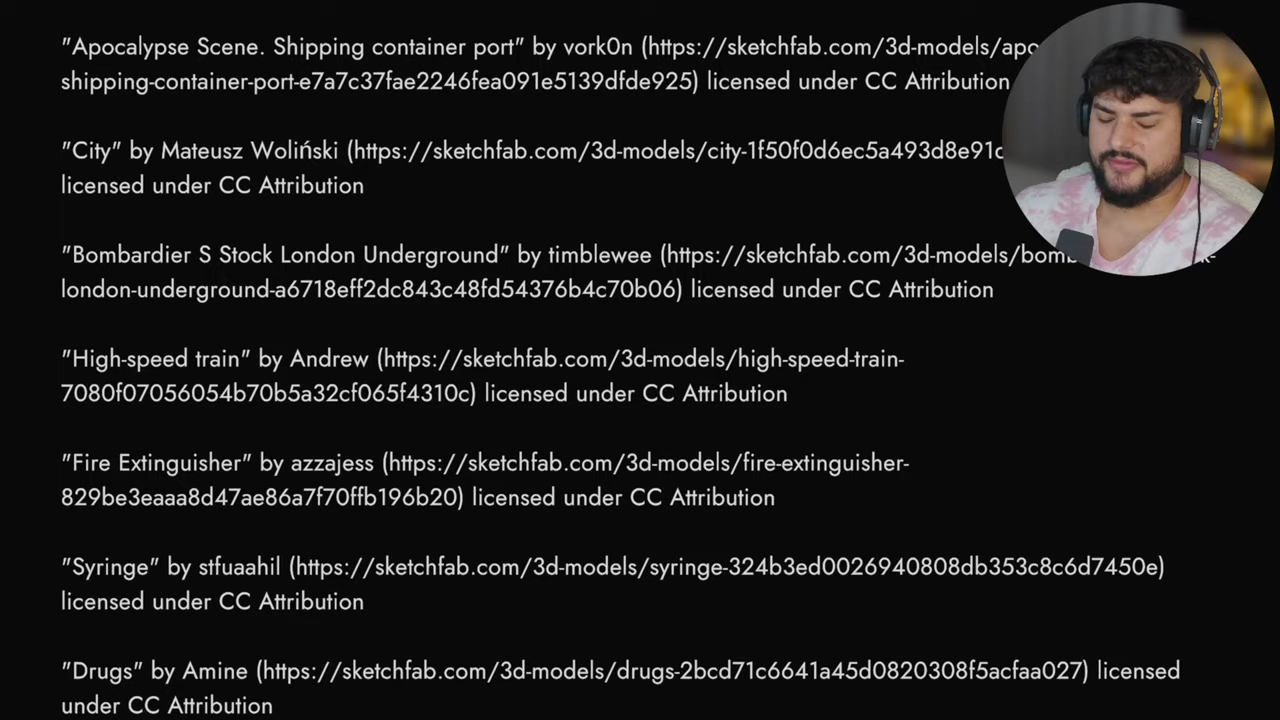 "Apocalypse Scene. Shipping container port" by vork0n (https://sketchfab.com/3d-models/apo
shipping-container-port-e7a7c37fae2246fea091e5139dfde925) licensed under CC Attribution
"City" by Mateusz Woliński (https://sketchfab.com/3d-models/city-1f50f0d6ec5a493d8e91c
licensed under CC Attribution
"Bombardier S Stock London Underground" by timblewee (https://sketchfab.com/3d-models/bomb k-
london-underground-a6718eff2dc843c48fd54376b4c70b06) licensed under CC Attribution
"High-speed train" by Andrew (https://sketchfab.com/3d-models/high-speed-train-
7080f07056054b70b5a32cf065f4310c) licensed under CC Attribution
"Fire Extinguisher" by azzajess (https://sketchfab.com/3d-models/fire-extinguisher-
829be3eaaa8d47ae86a7f70ffb196b20) licensed under CC Attribution
"Syringe" by stfuaahil (https://sketchfab.com/3d-models/syringe-324b3ed0026940808db353c8c6d7450e)
licensed under CC Attribution
"Drugs" by Amine (https://sketchfab.com/3d-models/drugs-2bcd71c6641a45d0820308f5acfaa027) licensed
under CC Attribution